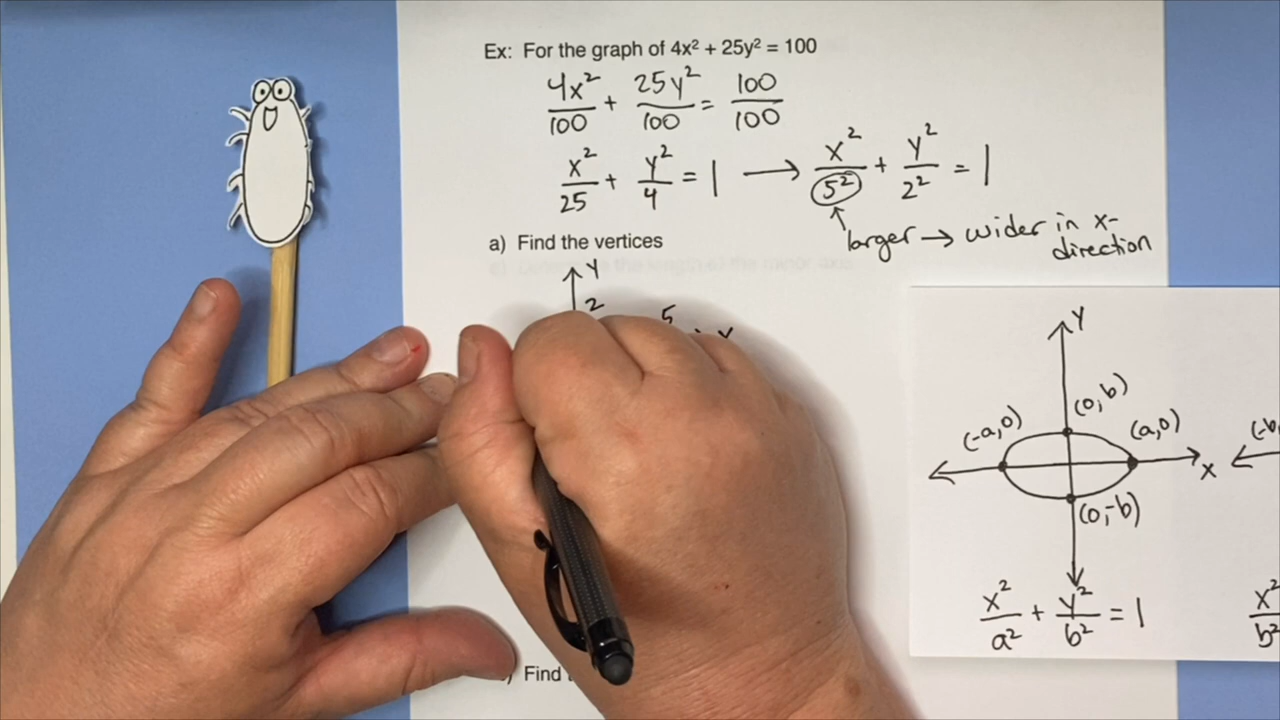 Ex: For the graph of 4x² + 25y² = 100
4x²/100 + 25y²/100 = 100/100
x²/25 + y²/4 = 1 → x²/5² + y²/2² = 1
↑ larger → wider in x-
direction
a) Find the vertices
Y
2
5
x
Y
(0,b)
(-a,0)
(a,0)
X
(0,-b)
x²/a² + y²/b² = 1
(-b,
x²
b²
) Find